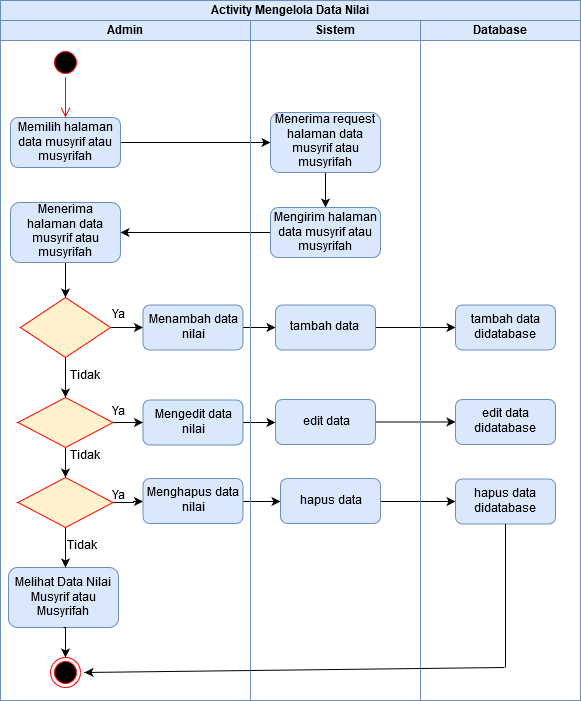 Activity Mengelola Data Nilai
Admin
Sistem
Database
Memilih halaman
data musyrif atau
musyrifah
Menerima request
halaman data
musyrif atau
musyrifah
Menerima
halaman data
musyrif atau
musyrifah
Mengirim halaman
data musyrif atau
musyrifah
Ya
Menambah data
nilai
tambah data
tambah data
didatabase
Tidak
Ya
Mengedit data
nilai
edit data
edit data
didatabase
Tidak
Ya
Menghapus data
nilai
hapus data
hapus data
didatabase
Tidak
Melihat Data Nilai
Musyrif atau
Musyrifah